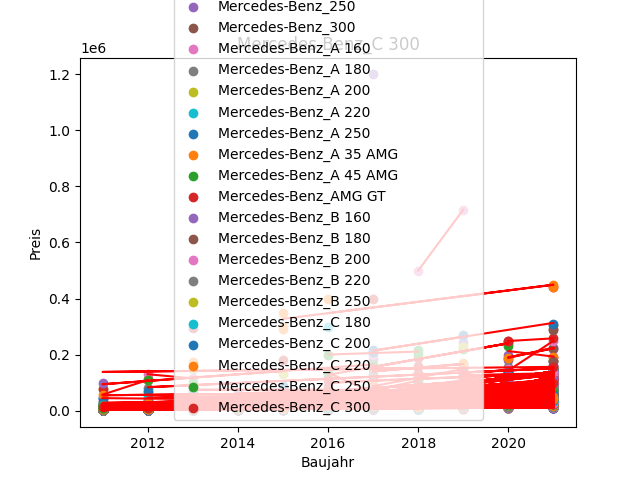 Mercedes-Benz_250
Mercedes-Benz_300
Mercedes-Benz_C 300
Mercedes-Benz_A 160
Mercedes-Benz_A 180
Mercedes-Benz_A 200
Mercedes-Benz_A 220
Mercedes-Benz_A 250
Mercedes-Benz_A 35 AMG
Mercedes-Benz_A 45 AMG
Mercedes-Benz_AMG GT
Mercedes-Benz_B 160
Mercedes-Benz_B 180
Mercedes-Benz_B 200
Mercedes-Benz_B 220
Mercedes-Benz_B 250
Mercedes-Benz_C 180
Mercedes-Benz_C 200
Mercedes-Benz_C 220
Mercedes-Benz_C 250
Mercedes-Benz_C 300
1e6
1.2
1.0
0.8
0.6
0.4
0.2
0.0
Preis
2012 2014 2016 2018 2020
Baujahr